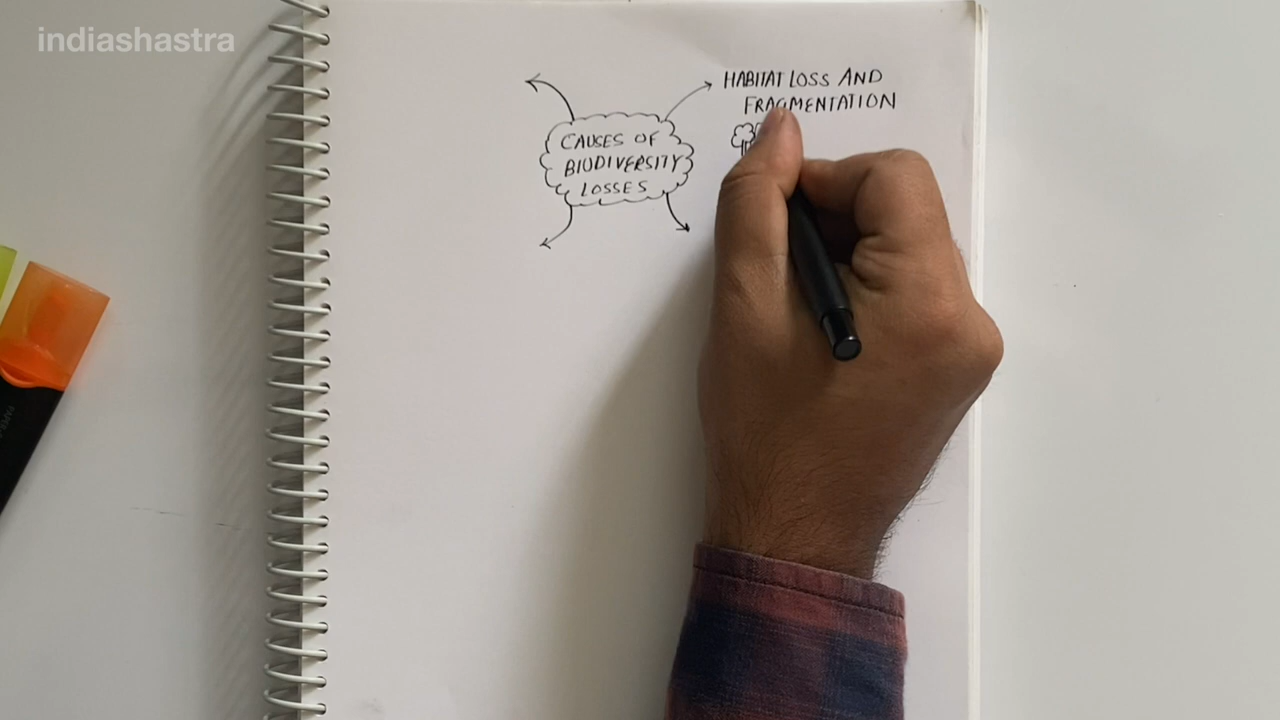 indiashastra
HABITAT LOSS AND
FRAGMENTATION
CAUSES OF
BIODIVERSITY
LOSSES